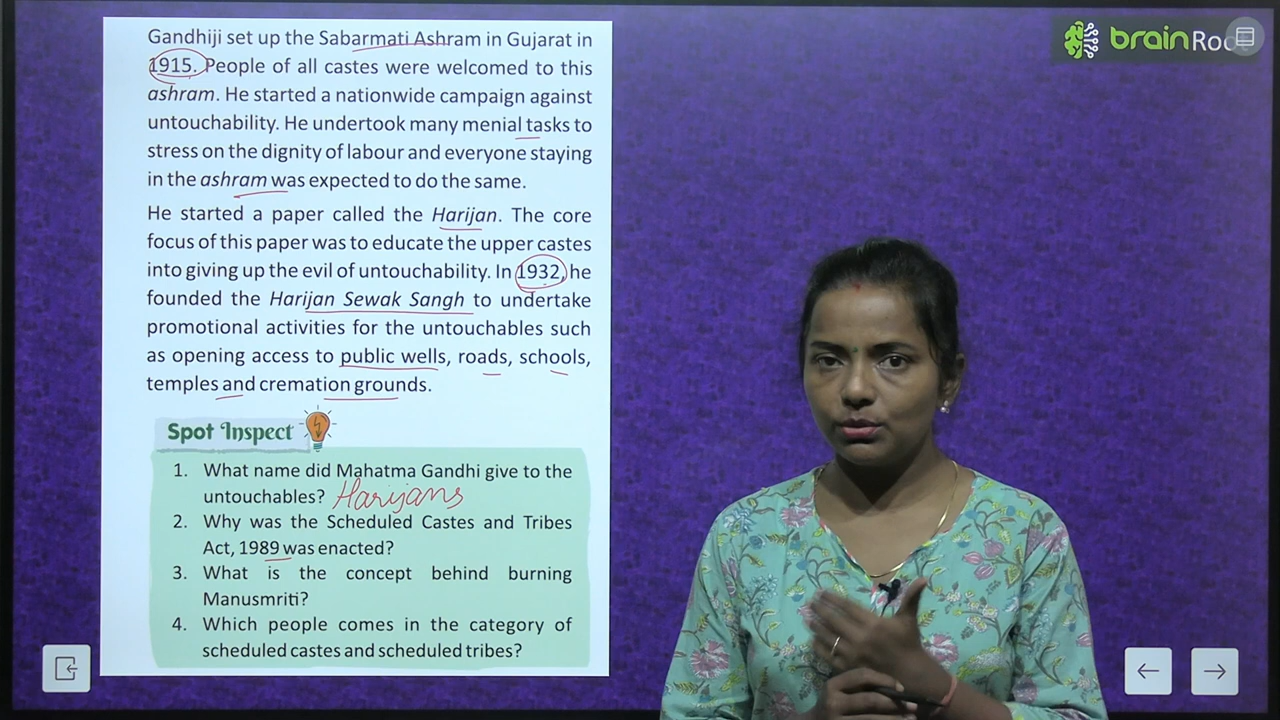 Gandhiji set up the Sabarmati Ashram in Gujarat in
1915. People of all castes were welcomed to this
ashram. He started a nationwide campaign against
untouchability. He undertook many menial tasks to
stress on the dignity of labour and everyone staying
in the ashram was expected to do the same.
He started a paper called the Harijan. The core
focus of this paper was to educate the upper castes
into giving up the evil of untouchability. In 1932, he
founded the Harijan Sewak Sangh to undertake
promotional activities for the untouchables such
as opening access to public wells, roads, schools,
temples and cremation grounds.
Spot Inspect
1. What name did Mahatma Gandhi give to the
untouchables? Harijans
2. Why was the Scheduled Castes and Tribes
Act, 1989 was enacted?
3. What is the concept behind burning
Manusmriti?
4. Which people comes in the category of
scheduled castes and scheduled tribes?
brain